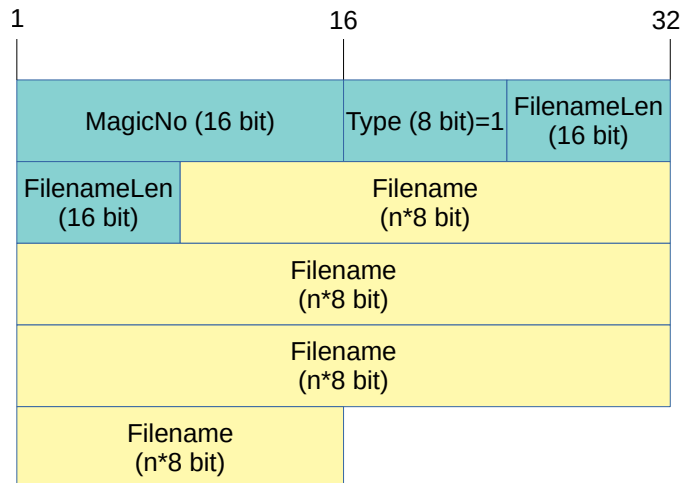 1 16 32
MagicNo (16 bit) Type (8 bit)=1 FilenameLen
(16 bit)
FilenameLen
(16 bit)
Filename
(n*8 bit)
Filename
(n*8 bit)
Filename
(n*8 bit)
Filename
(n*8 bit)